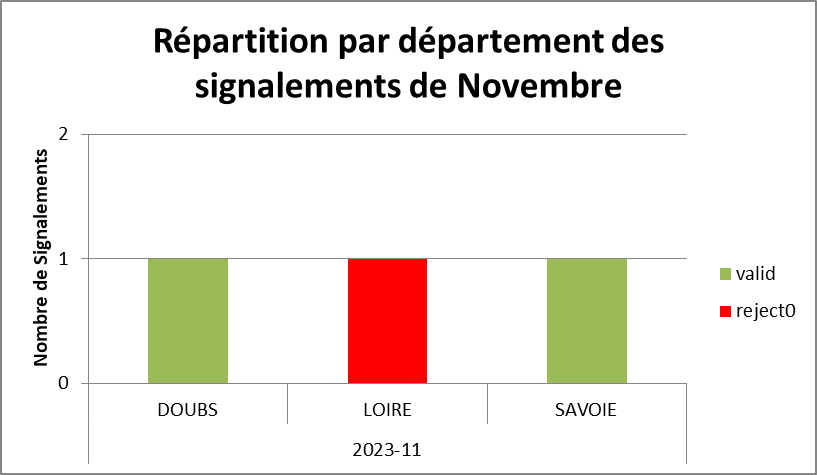 Répartition par département des
signalements de Novembre
Nombre de Signalements
2
1
0
DOUBS
LOIRE
SAVOIE
2023-11
valid
reject0